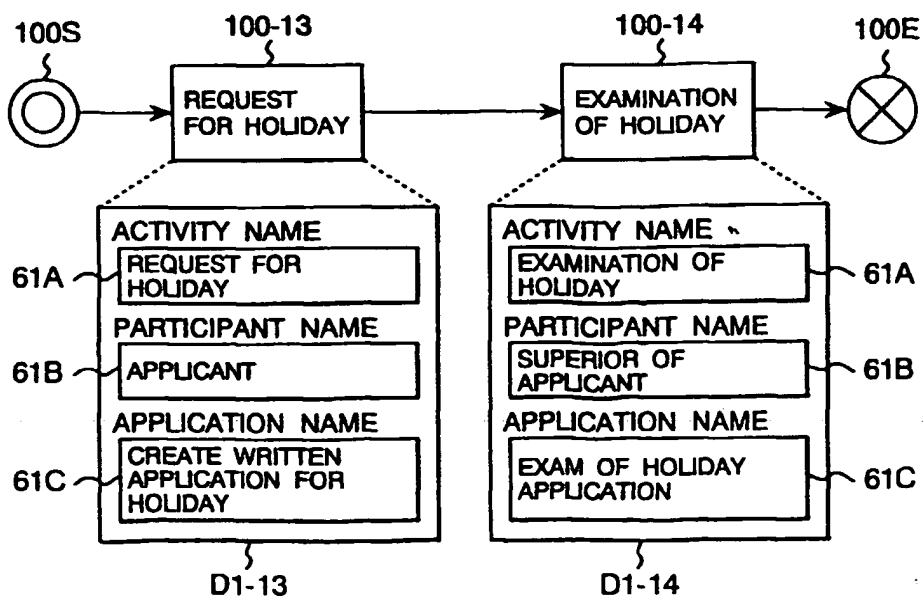 100S
100-13
100-14
100E
REQUEST
FOR HOLIDAY
EXAMINATION
OF HOLIDAY
ACTIVITY NAME
61A
REQUEST FOR
HOLIDAY
PARTICIPANT NAME
61B
APPLICANT
APPLICATION NAME
61C
CREATE WRITTEN
APPLICATION FOR
HOLIDAY
D1-13
ACTIVITY NAME
EXAMINATION OF
HOLIDAY
61A
PARTICIPANT NAME
SUPERIOR OF
APPLICANT
61B
APPLICATION NAME
EXAM OF HOLIDAY
APPLICATION
61C
D1-14